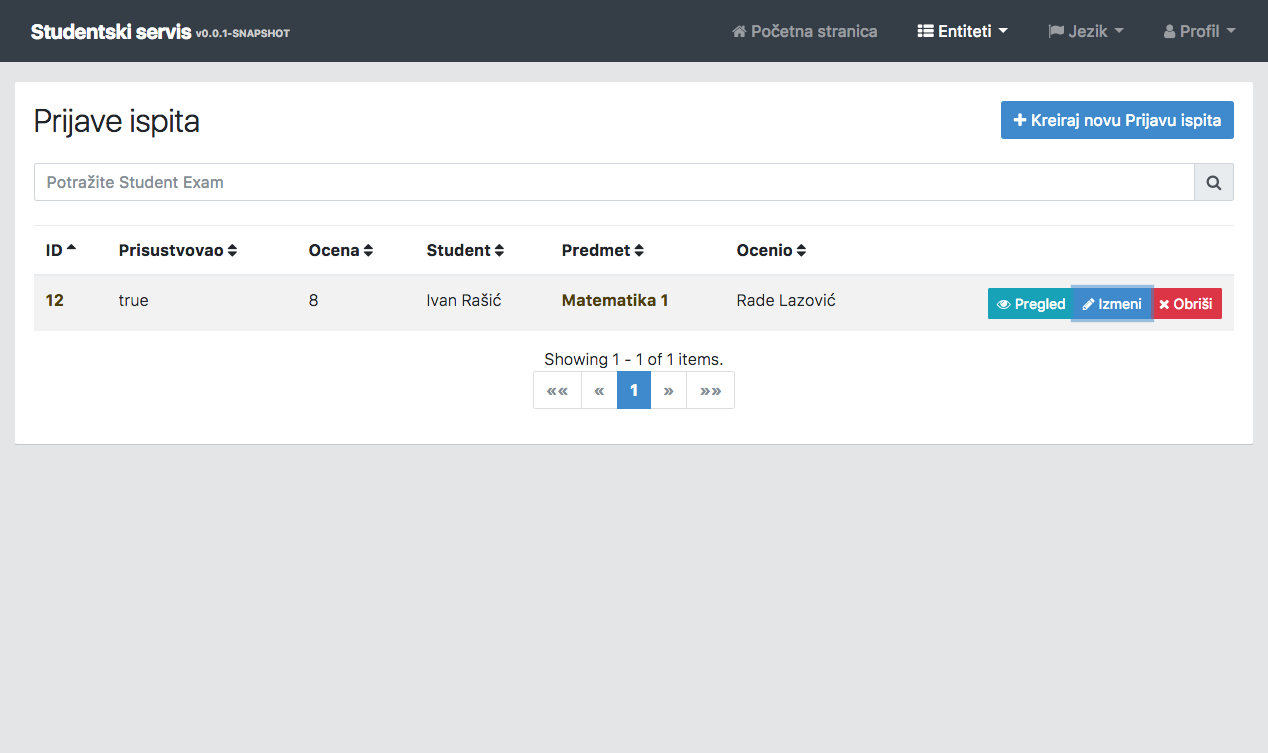 Studentski servis v0.0.1-SNAPSHOT
Početna stranica
Entiteti
Jezik
Profil
Prijave ispita
Kreiraj novu Prijavu ispita
Potražite Student Exam
ID Prisustvovao Ocena Student Predmet Ocenio
12 true 8 Ivan Rašić Matematika 1 Rade Lazović Pregled Izmeni Obriši
Showing 1 - 1 of 1 items.
«« « 1 » »»